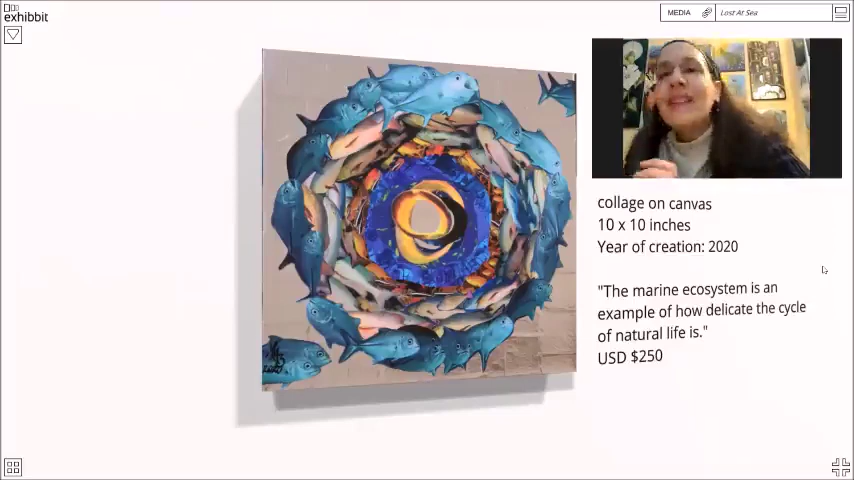 exhibbit
MEDIA
Lost At Sea
collage on canvas
10 x 10 inches
Year of creation: 2020
"The marine ecosystem is an
example of how delicate the cycle
of natural life is."
USD $250